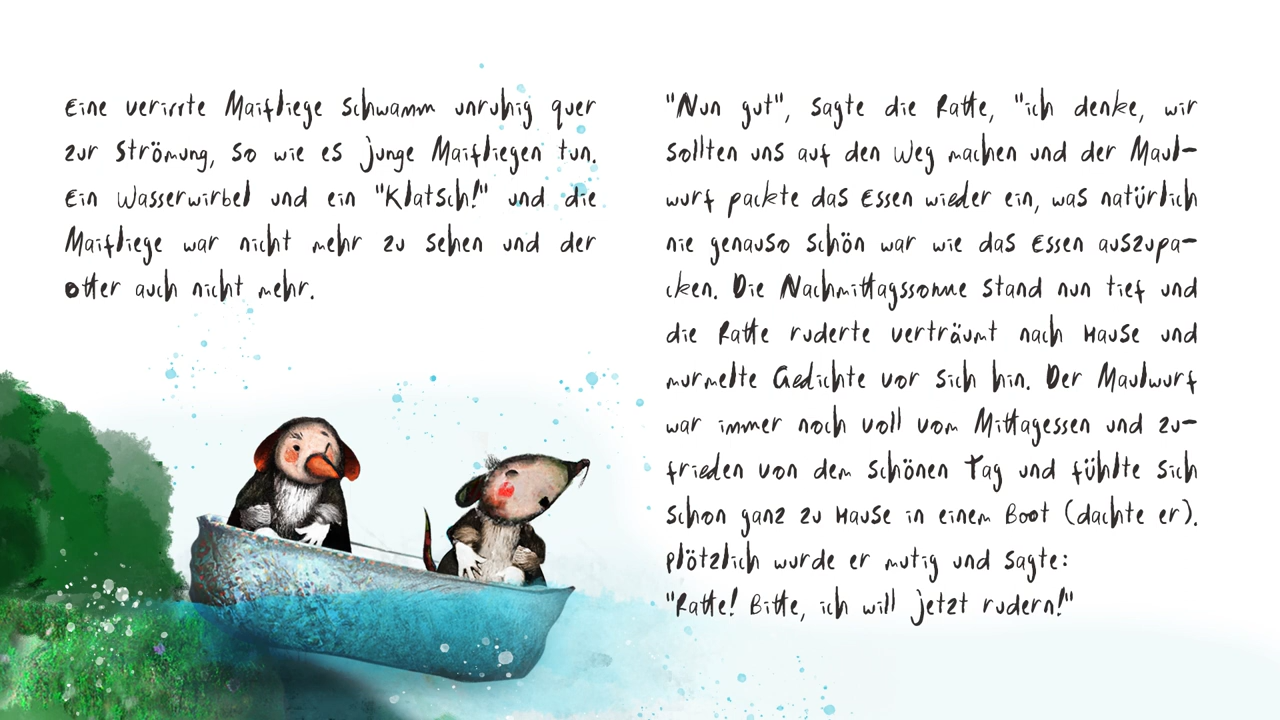 Eine verirrte Maifliege schwamm unruhig quer
zur Strömung, so wie es junge Maifliegen tun.
Ein Wasserwirbel und ein "Klatsch!" und die
Maifliege war nicht mehr zu sehen und der
Otter auch nicht mehr.
"Nun gut", sagte die Ratte, "ich denke, wir
sollten uns auf den Weg machen und der Maul-
wurf packte das Essen wieder ein, was natürlich
nie genauso schön war wie das Essen auszupa-
cken. Die Nachmittagssonne stand nun tief und
die Ratte ruderte verträumt nach Hause und
murmelte Gedichte vor sich hin. Der Maulwurf
war immer noch voll vom Mittagessen und zu-
frieden von dem schönen Tag und fühlte sich
schon ganz zu Hause in einem Boot (dachte er).
Plötzlich wurde er mutig und sagte:
"Ratte! Bitte, ich will jetzt rudern!"